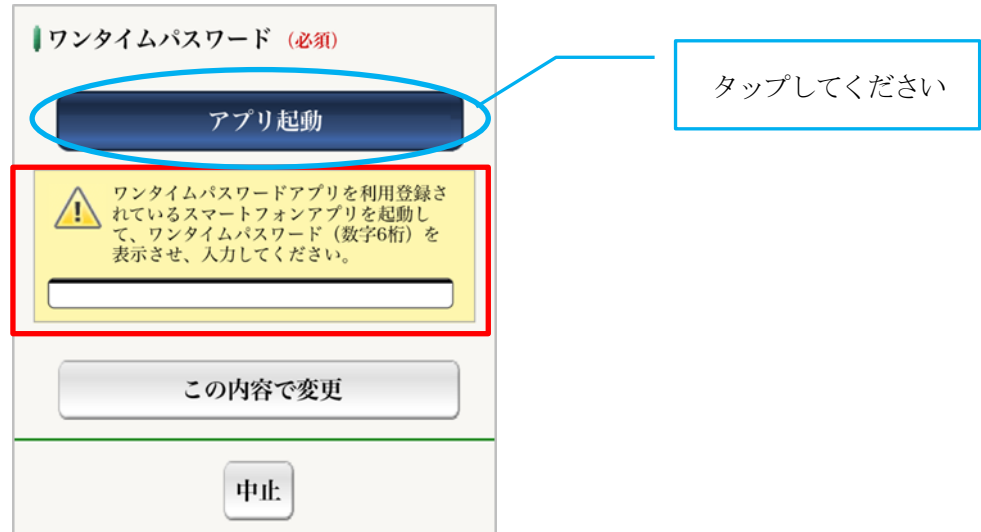 ワンタイムパスワード（必須）
アプリ起動
タップしてください
ワンタイムパスワードアプリを利用登録さ
れているスマートフォンアプリを起動し
て、ワンタイムパスワード（数字6桁）を
表示させ、入力してください。
この内容で変更
中止